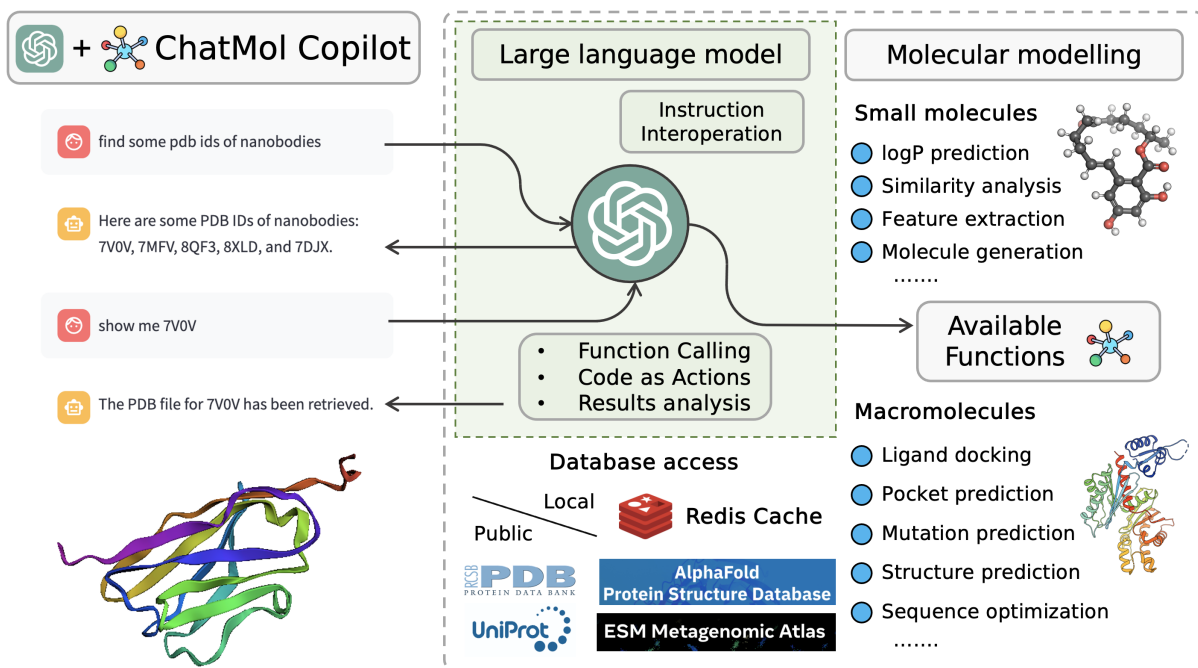 + ChatMol Copilot
find some pdb ids of nanobodies
Here are some PDB IDs of nanobodies:
7V0V, 7MFV, 8QF3, 8XLD, and 7DJX.
show me 7V0V
The PDB file for 7V0V has been retrieved.
Large language model
Instruction
Interoperation
• Function Calling
• Code as Actions
• Results analysis
Database access
Local
Public
Redis Cache
RCSB
PDB
PROTEIN DATA BANK
AlphaFold
Protein Structure Database
UniProt
ESM Metagenomic Atlas
Molecular modelling
Small molecules
logP prediction
Similarity analysis
Feature extraction
Molecule generation
.......
Available
Functions
Macromolecules
Ligand docking
Pocket prediction
Mutation prediction
Structure prediction
Sequence optimization
.......